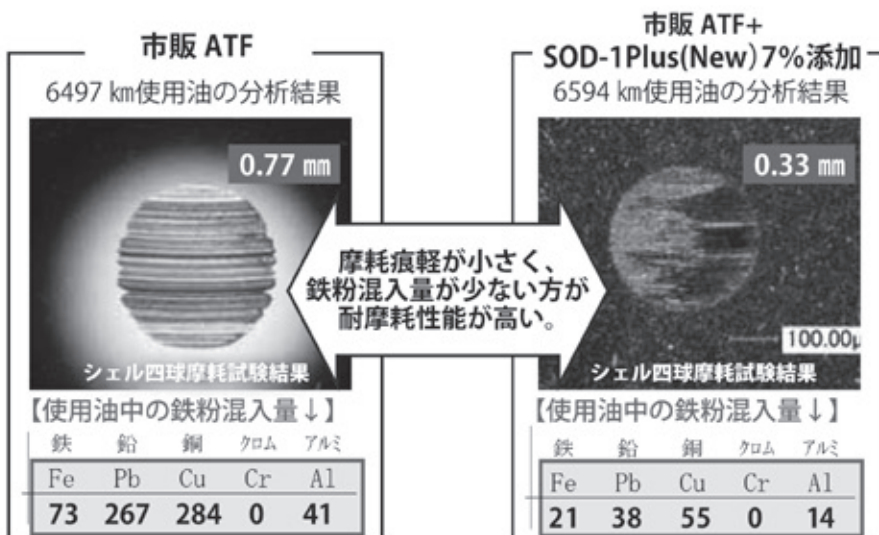 市販 ATF
6497 ㎞使用油の分析結果
0.77 ㎜
シェル四球摩耗試験結果
【使用油中の鉄粉混入量↓】
鉄 鉛 銅 クロム アルミ
Fe Pb Cu Cr Al
73 267 284 0 41
摩耗痕軽が小さく、
鉄粉混入量が少ない方が
耐摩耗性能が高い。
市販 ATF+
SOD-1Plus(New)7%添加
6594 ㎞使用油の分析結果
0.33 ㎜
100.00μ
シェル四球摩耗試験結果
【使用油中の鉄粉混入量↓】
鉄 鉛 銅 クロム アルミ
Fe Pb Cu Cr Al
21 38 55 0 14